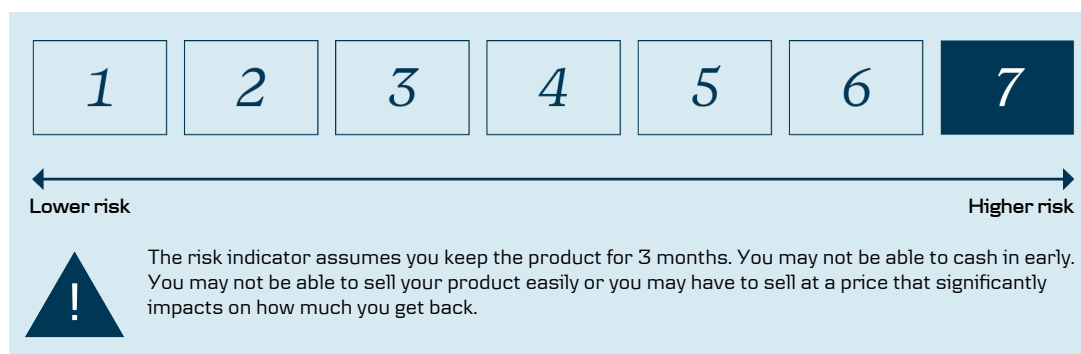 1 2 3 4 5 6 7
Lower risk Higher risk
The risk indicator assumes you keep the product for 3 months. You may not be able to cash in early.
You may not be able to sell your product easily or you may have to sell at a price that significantly
impacts on how much you get back.
!